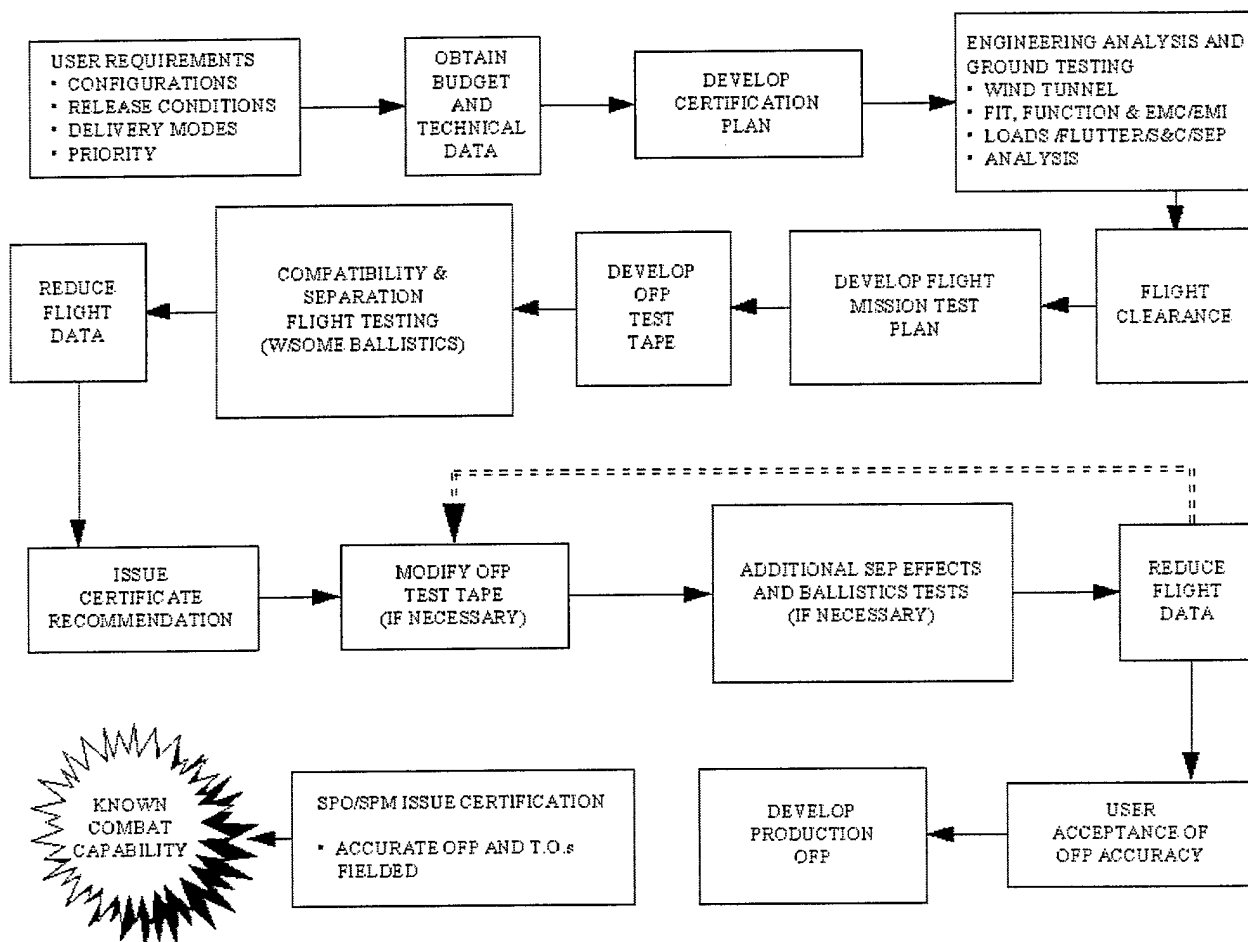 USER REQUIREMENTS
▪ CONFIGURATIONS
▪ RELEASE CONDITIONS
▪ DELIVERY MODES
▪ PRIORITY
OBTAIN
BUDGET
AND
TECHNICAL
DATA
DEVELOP
CERTIFICATION
PLAN
ENGINEERING ANALYSIS AND
GROUND TESTING
▪ WIND TUNNEL
▪ FIT, FUNCTION & EMC/EMI
▪ LOADS /FLUTTER/S&C/SEP
▪ ANALYSIS
FLIGHT
CLEARANCE
DEVELOP FLIGHT
MISSION TEST
PLAN
DEVELOP
OFP
TEST
TAPE
COMPATIBILITY &
SEPARATION
FLIGHT TESTING
(W/SOME BALLISTICS)
REDUCE
FLIGHT
DATA
ISSUE
CERTIFICATE
RECOMMENDATION
MODIFY OFP
TEST TAPE
(IF NECESSARY)
ADDITIONAL SEP EFFECTS
AND BALLISTICS TESTS
(IF NECESSARY)
REDUCE
FLIGHT
DATA
USER
ACCEPTANCE OF
OFP ACCURACY
DEVELOP
PRODUCTION
OFP
SPO/SPM ISSUE CERTIFICATION
▪ ACCURATE OFP AND T.O.s
FIELDED
KNOWN
COMBAT
CAPABILITY